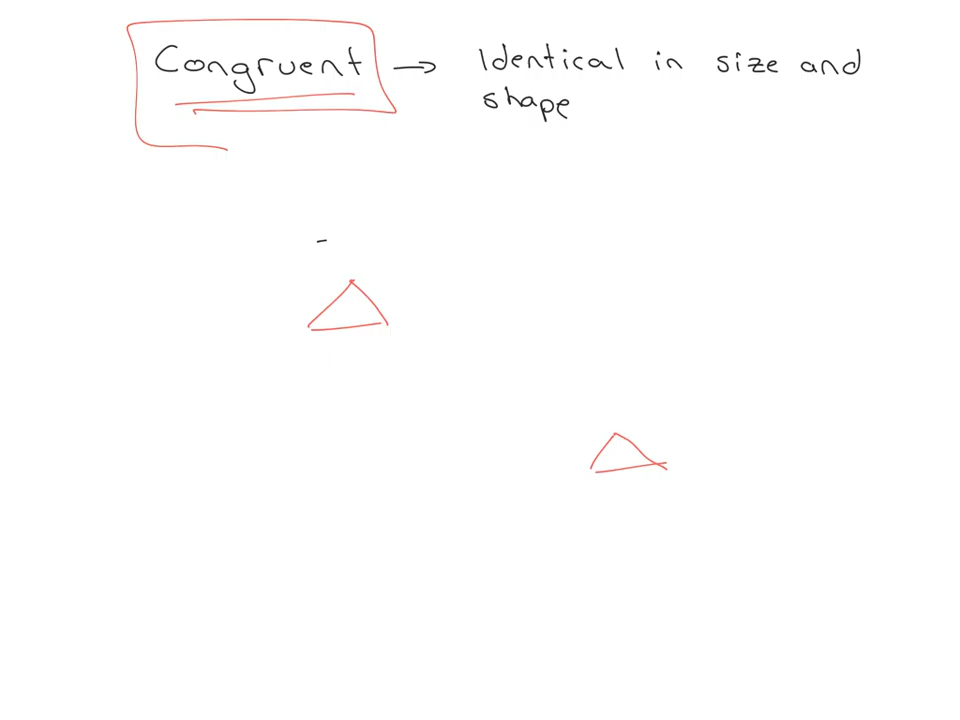 Congruent → Identical in size and
shape